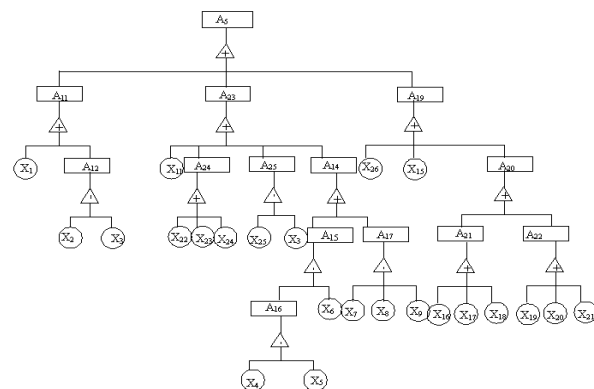 A5
+
A11 A23 A19
+ + +
X1 A12 X11 A24 A25 A14 X26 X15 A20
· + · + +
X2 X3 X22 X23 X24 X25 X3 A15 A17 A21 A22
· · + +
A16 X6 X7 X8 X9 X16 X17 X18 X19 X20 X21
·
X4 X5